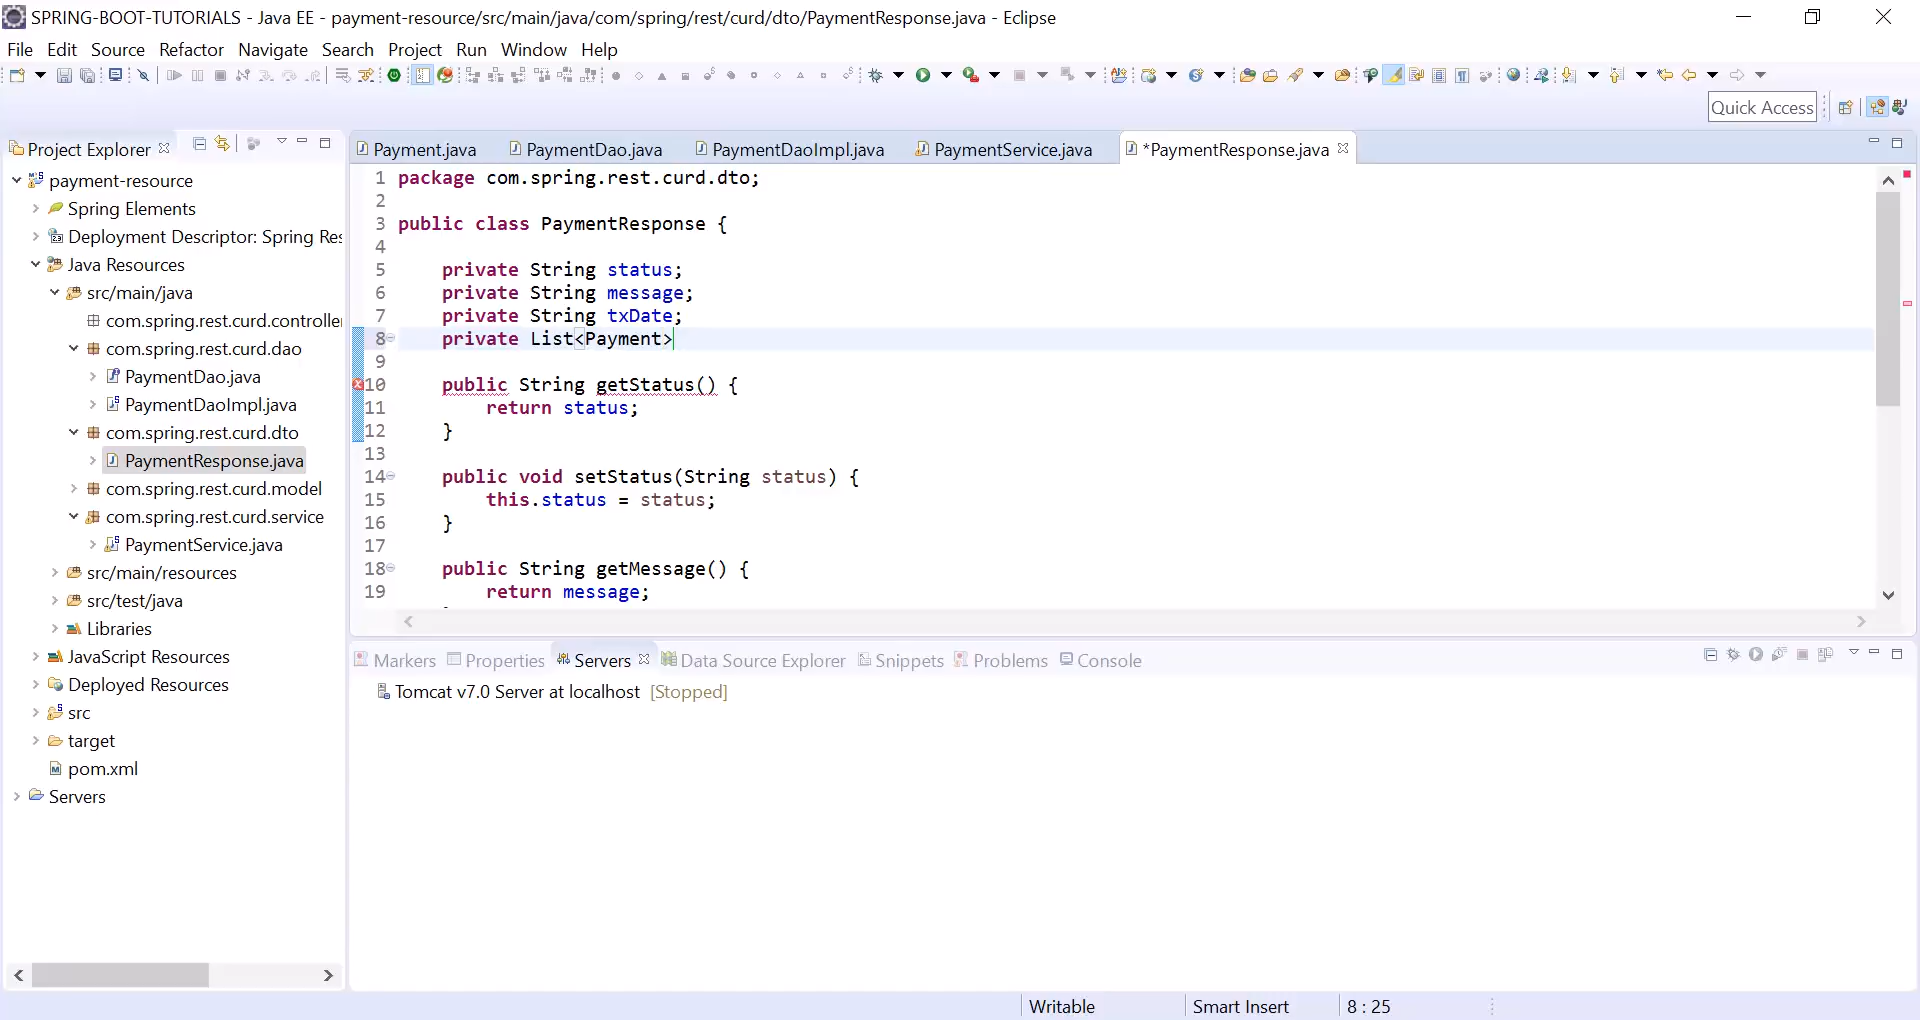 SPRING-BOOT-TUTORIALS - Java EE - payment-resource/src/main/java/com/spring/rest/curd/dto/PaymentResponse.java - Eclipse
File Edit Source Refactor Navigate Search Project Run Window Help
Quick Access
Project Explorer
payment-resource
Spring Elements
Deployment Descriptor: Spring Res
Java Resources
src/main/java
com.spring.rest.curd.controller
com.spring.rest.curd.dao
PaymentDao.java
PaymentDaoImpl.java
com.spring.rest.curd.dto
PaymentResponse.java
com.spring.rest.curd.model
com.spring.rest.curd.service
PaymentService.java
src/main/resources
src/test/java
Libraries
JavaScript Resources
Deployed Resources
src
target
pom.xml
Servers
Payment.java PaymentDao.java PaymentDaoImpl.java PaymentService.java *PaymentResponse.java
1 package com.spring.rest.curd.dto;
2
3 public class PaymentResponse {
4
5 private String status;
6 private String message;
7 private String txDate;
8 private List<Payment>
9
10 public String getStatus() {
11 return status;
12 }
13
14 public void setStatus(String status) {
15 this.status = status;
16 }
17
18 public String getMessage() {
19 return message;
Markers Properties Servers Data Source Explorer Snippets Problems Console
Tomcat v7.0 Server at localhost [Stopped]
Writable Smart Insert 8 : 25